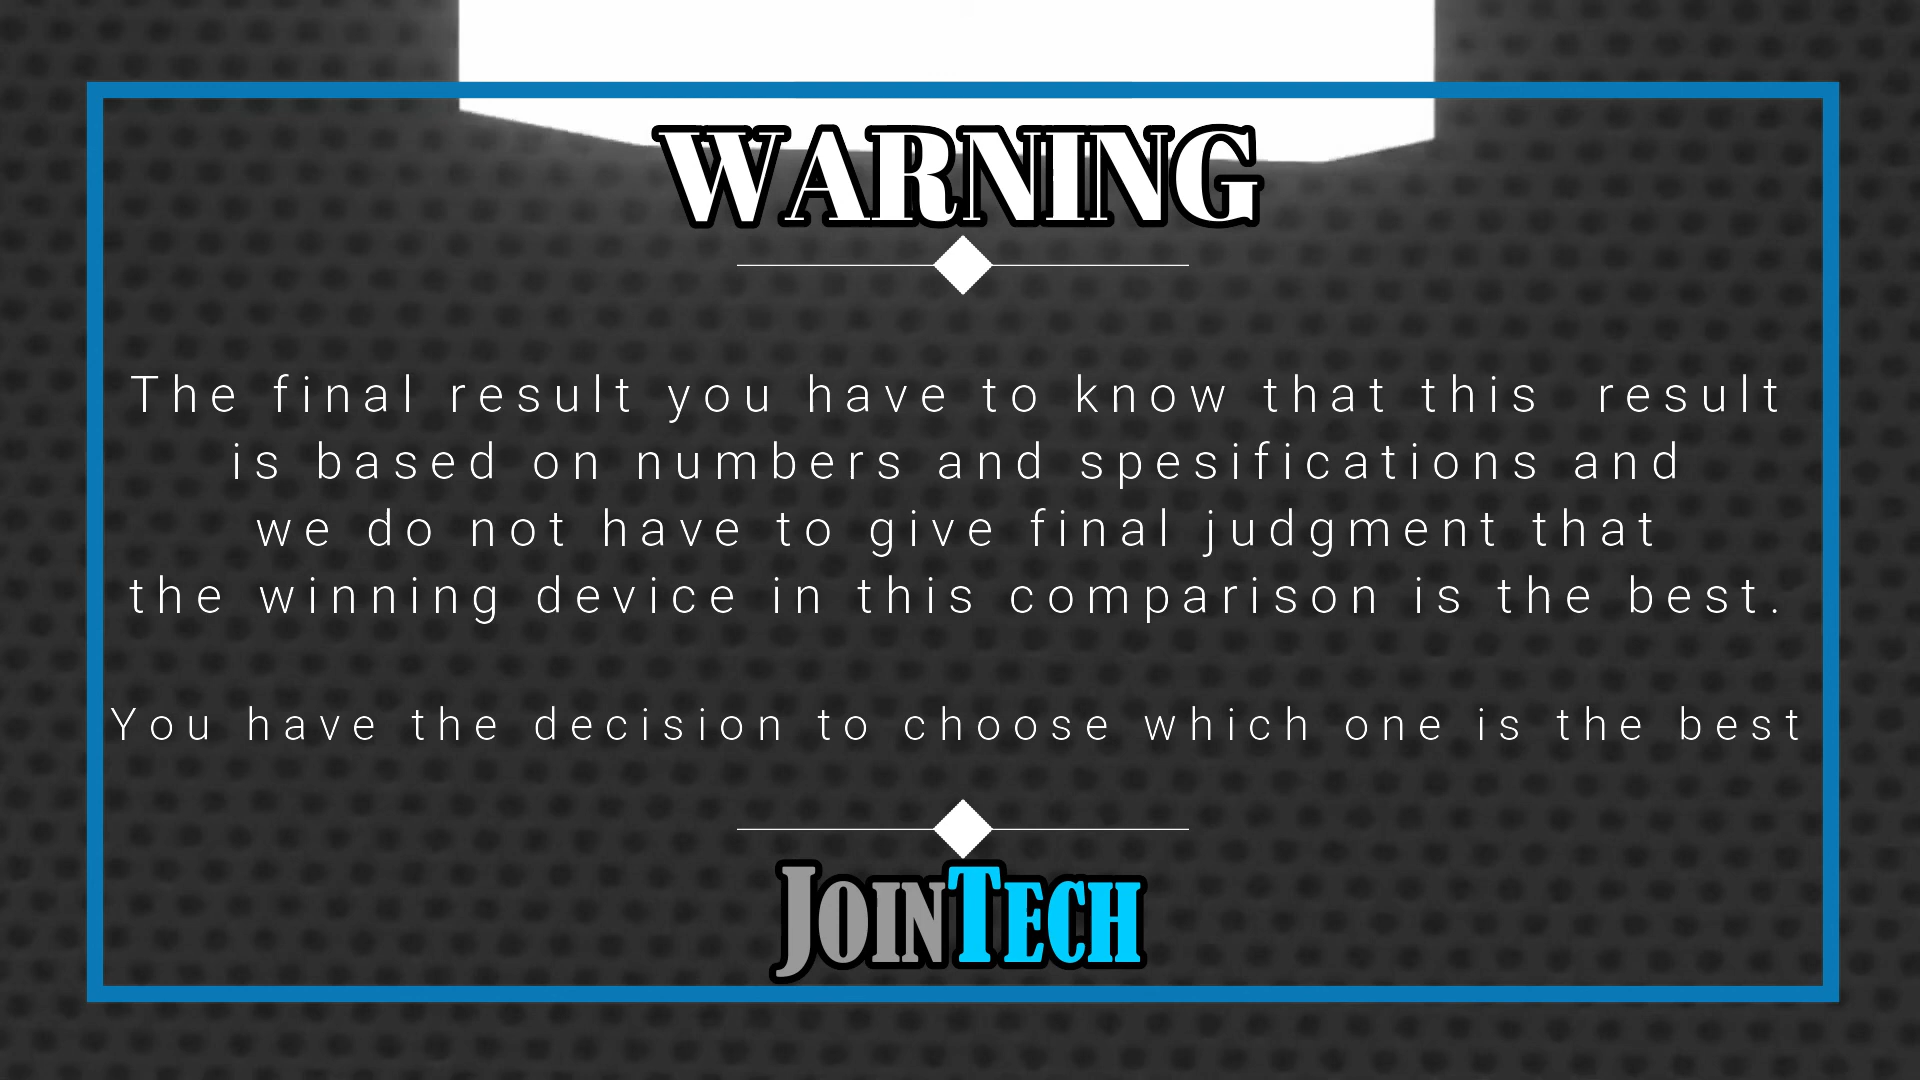 WARNING
The final result you have to know that this result
is based on numbers and spesifications and
we do not have to give final judgment that
the winning device in this comparison is the best.
You have the decision to choose which one is the best
JOINTECH